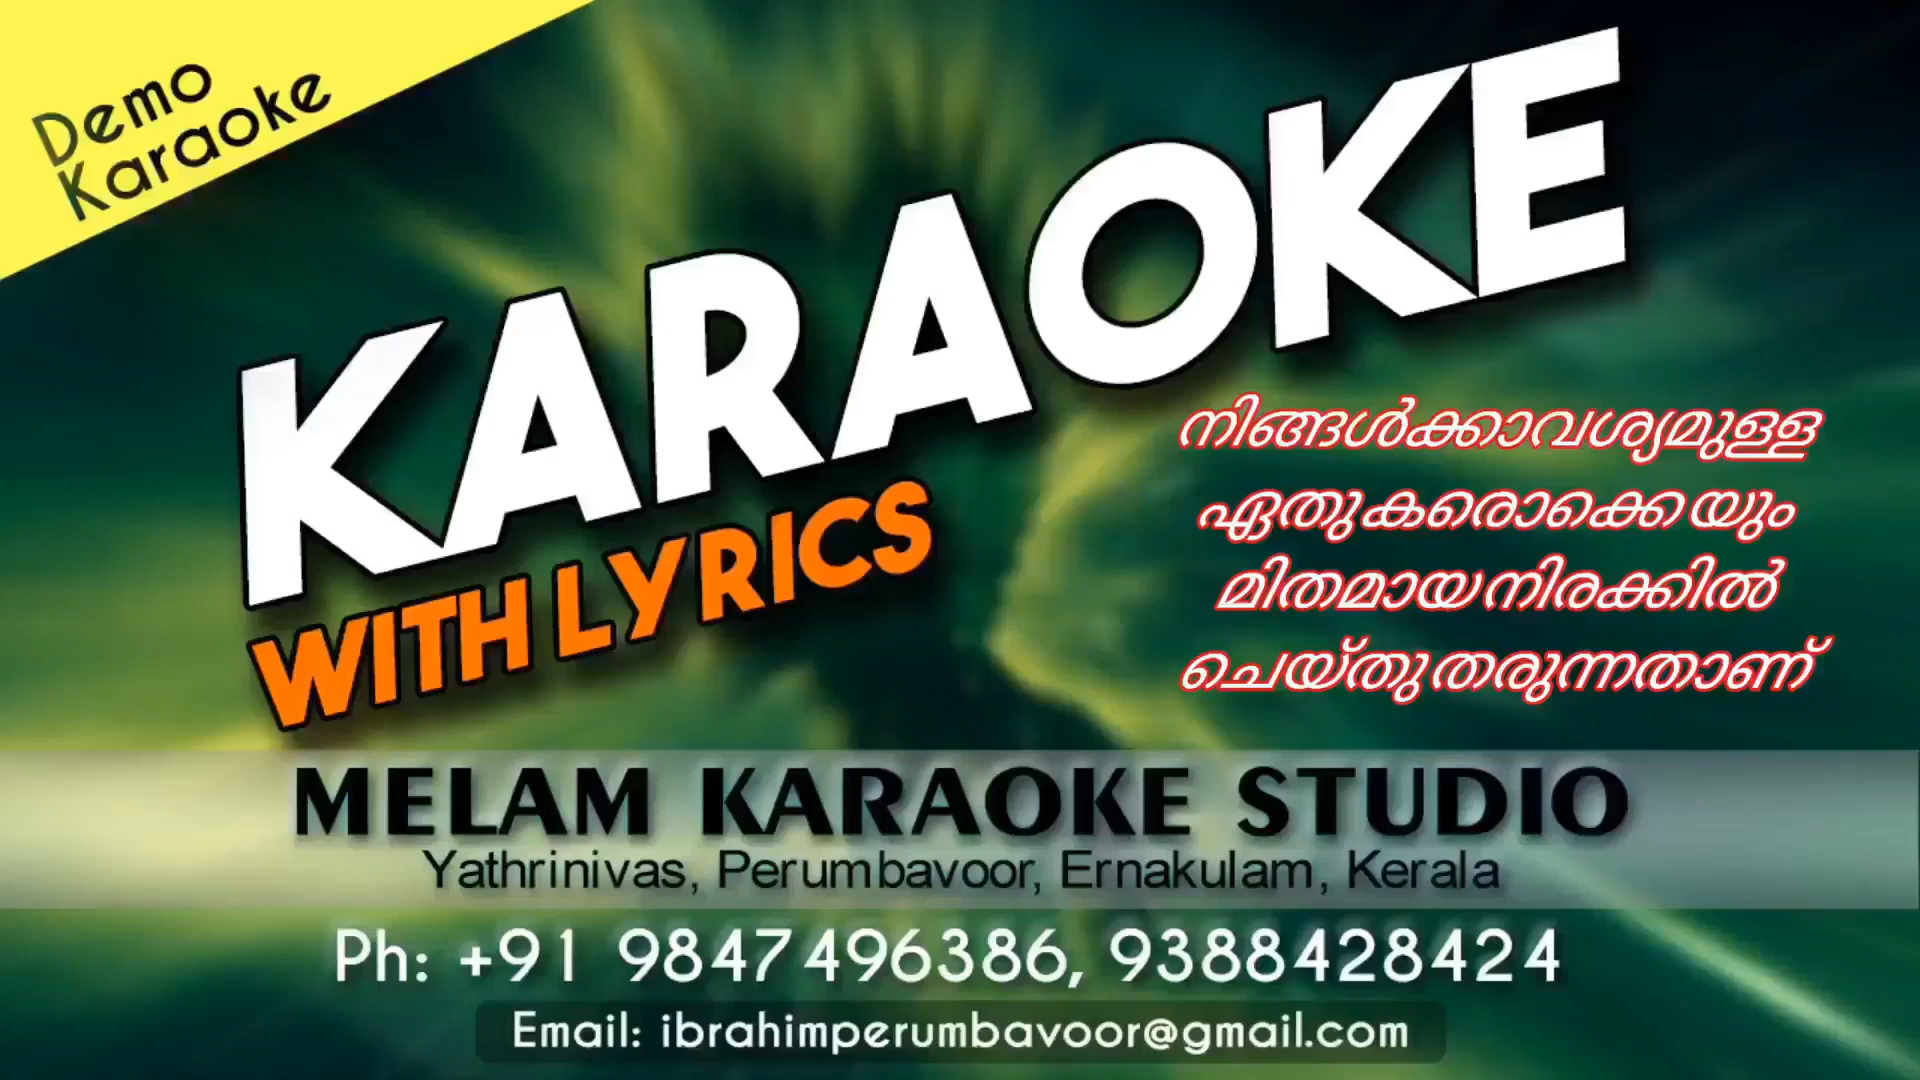 Demo
Karaoke
KARAOKE
WITH LYRICS
നിങ്ങൾക്കാവശ്യമുള്ള
ഏതുകരൊക്കെയും
മിതമായനിരക്കിൽ
ചെയ്തുതരുന്നതാണ്
MELAM KARAOKE STUDIO
Yathrinivas, Perumbavoor, Ernakulam, Kerala
Ph: +91 9847496386, 9388428424
Email: ibrahimperumbavoor@gmail.com